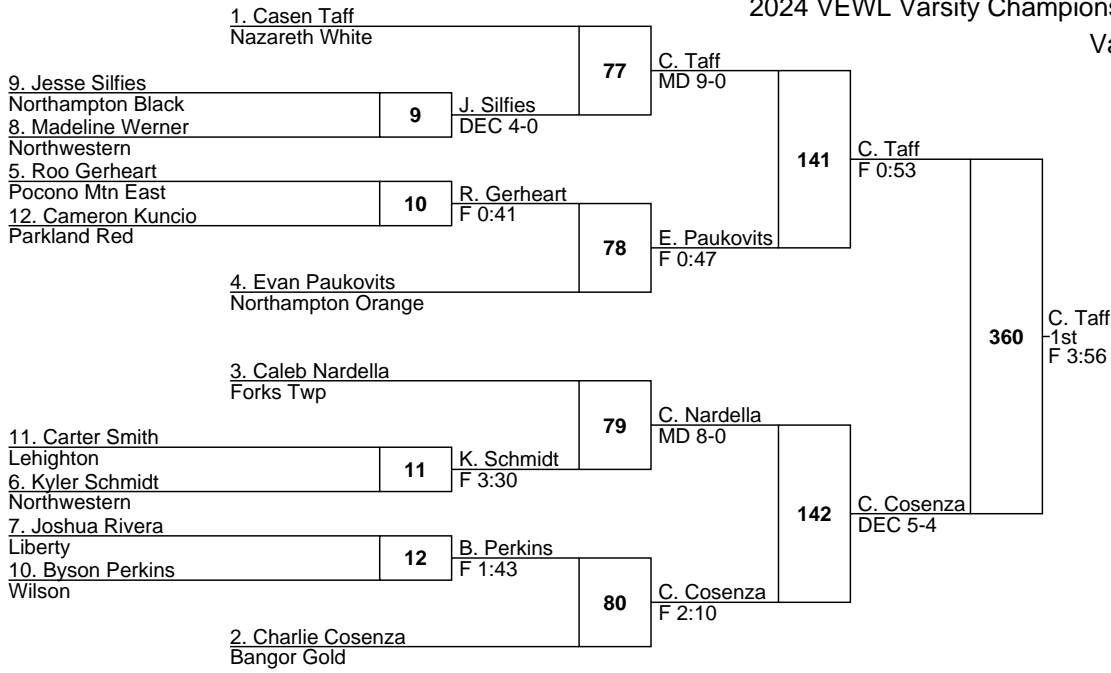 2024 VEWL Varsity Champions
Va
1. Casen Taff
Nazareth White
77
C. Taff
MD 9-0
9. Jesse Silfies
Northampton Black
9
J. Silfies
DEC 4-0
8. Madeline Werner
Northwestern
141
C. Taff
F 0:53
5. Roo Gerheart
Pocono Mtn East
10
R. Gerheart
F 0:41
12. Cameron Kuncio
Parkland Red
78
E. Paukovits
F 0:47
4. Evan Paukovits
Northampton Orange
360
C. Taff
1st
F 3:56
3. Caleb Nardella
Forks Twp
79
C. Nardella
MD 8-0
11. Carter Smith
Lehighton
11
K. Schmidt
F 3:30
6. Kyler Schmidt
Northwestern
142
C. Cosenza
DEC 5-4
7. Joshua Rivera
Liberty
12
B. Perkins
F 1:43
10. Byson Perkins
Wilson
80
C. Cosenza
F 2:10
2. Charlie Cosenza
Bangor Gold